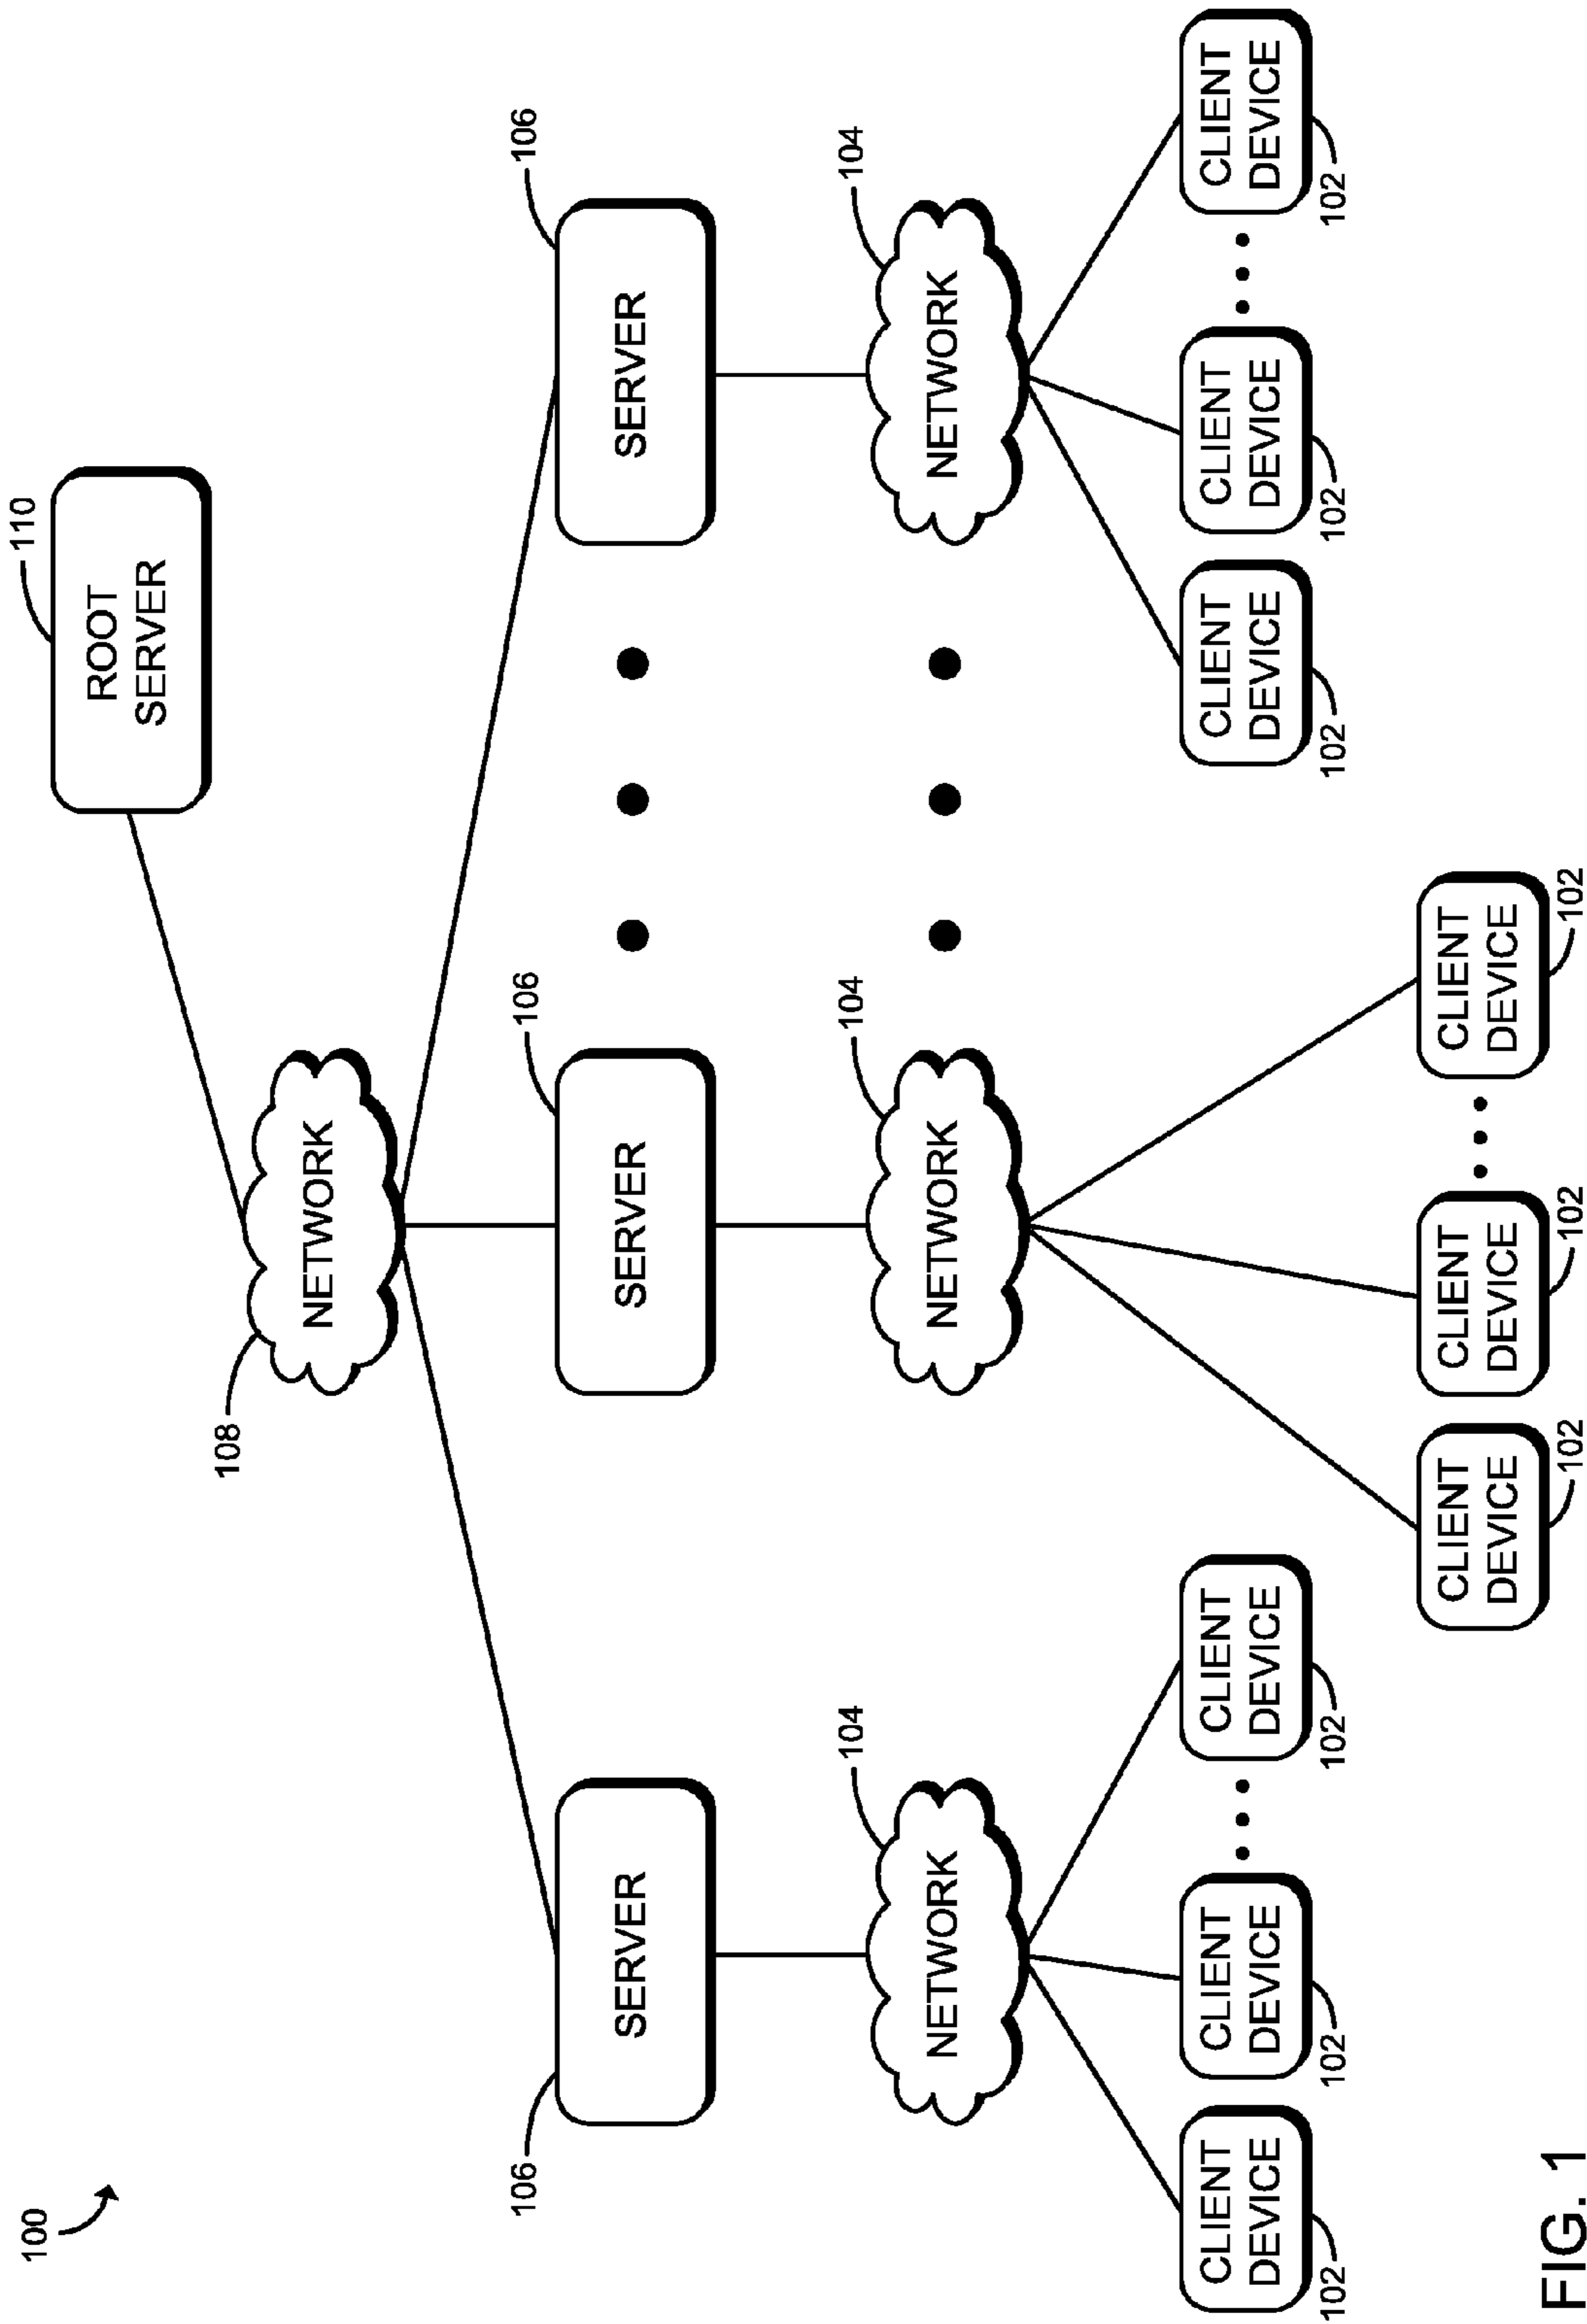 100
110
ROOT
SERVER
108
NETWORK
106
106
106
SERVER
SERVER
SERVER
104
104
104
NETWORK
NETWORK
NETWORK
CLIENT
DEVICE
CLIENT
DEVICE
CLIENT
DEVICE
CLIENT
DEVICE
CLIENT
DEVICE
CLIENT
DEVICE
102
102
102
102
102
102
CLIENT
DEVICE
CLIENT
DEVICE
CLIENT
DEVICE
102
102
102
FIG. 1